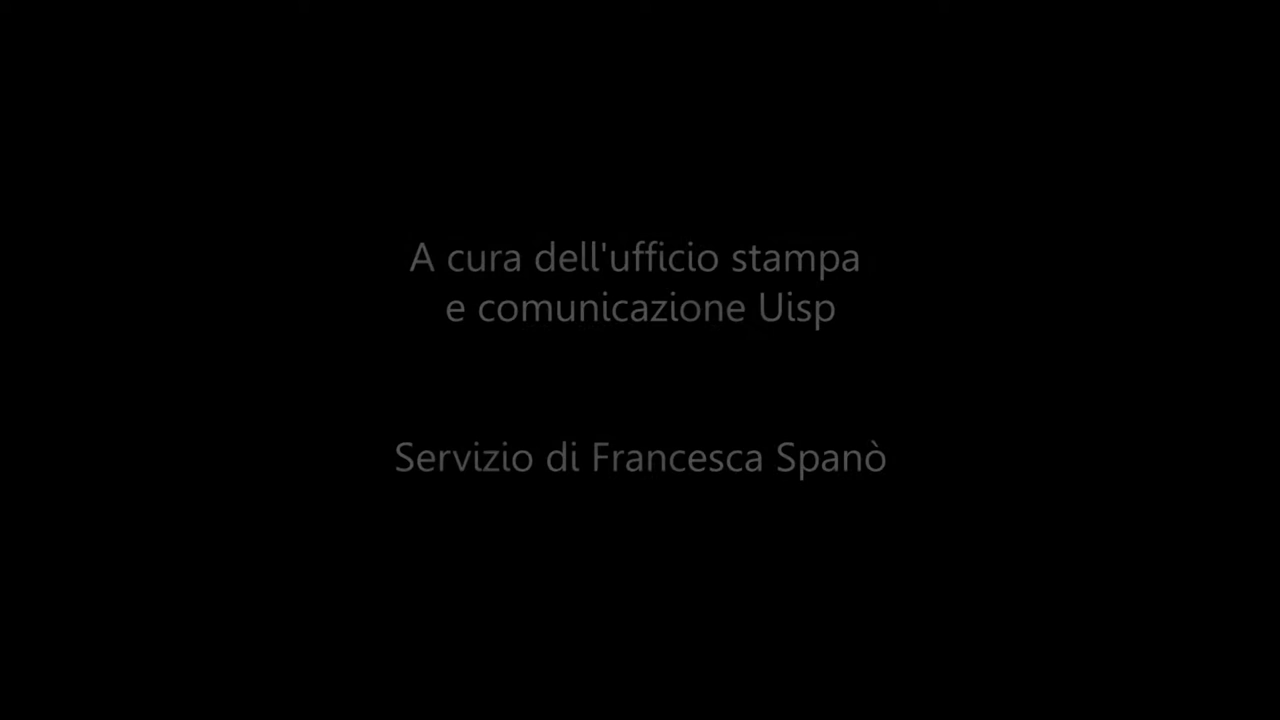 A cura dell'ufficio stampa
e comunicazione Uisp
Servizio di Francesca Spanò